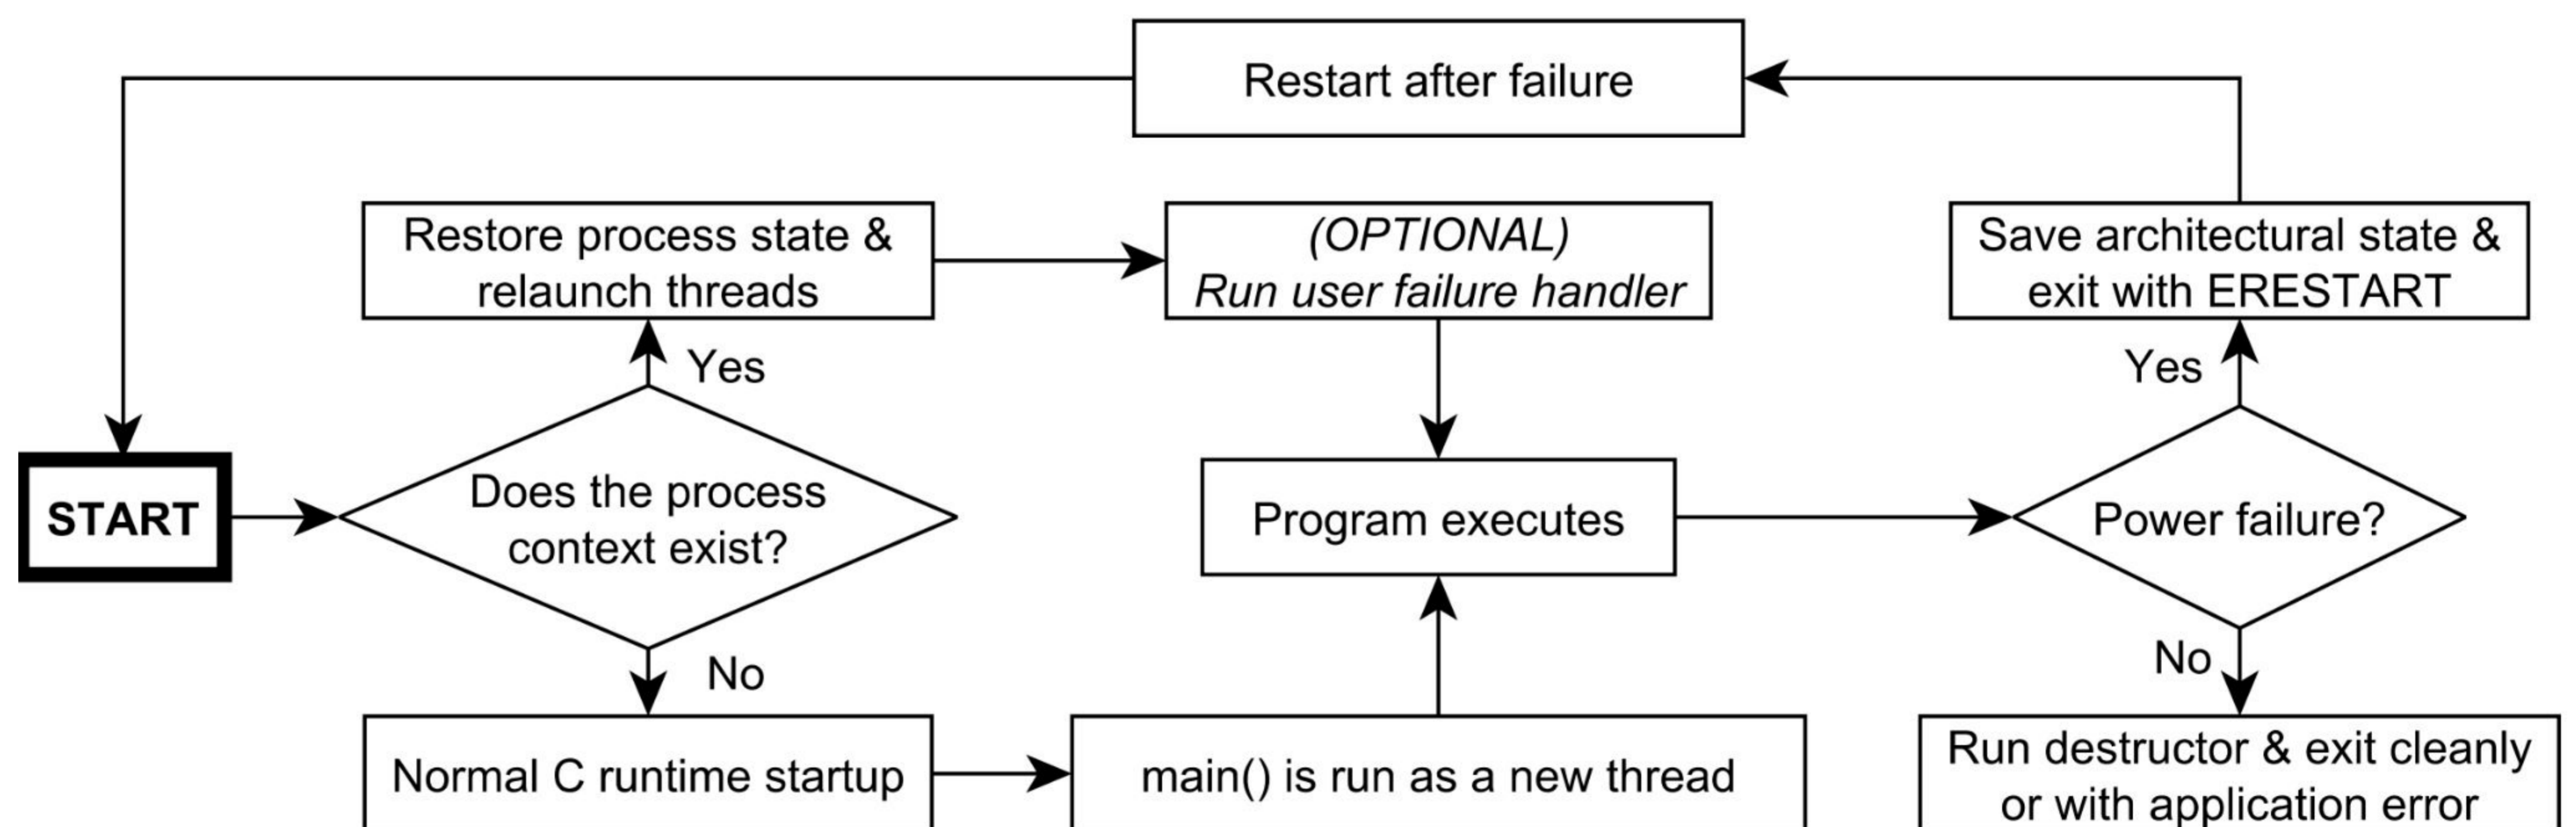 Restart after failure
Restore process state &
relaunch threads
(OPTIONAL)
Run user failure handler
Save architectural state &
exit with ERESTART
Yes
Yes
START
Does the process
context exist?
Program executes
Power failure?
No
No
Normal C runtime startup
main() is run as a new thread
Run destructor & exit cleanly
or with application error